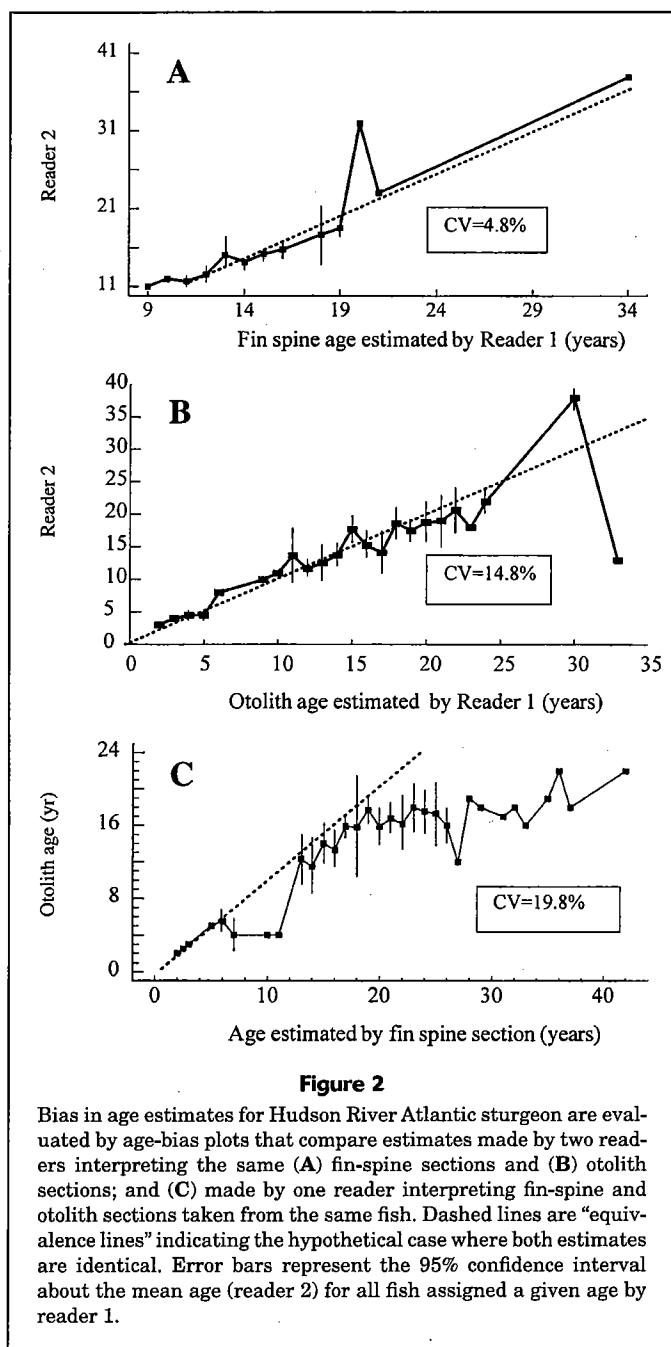 A
41
31
21
11
Reader 2
CV=4.8%
9 14 19 24 29 34
Fin spine age estimated by Reader 1 (years)
B
40
35
30
25
20
15
10
5
0
Reader 2
CV=14.8%
0 5 10 15 20 25 30 35
Otolith age estimated by Reader 1 (years)
C
24
16
8
0
Otolith age (yr)
CV=19.8%
0 10 20 30 40
Age estimated by fin spine section (years)
Figure 2
Bias in age estimates for Hudson River Atlantic sturgeon are eval-
uated by age-bias plots that compare estimates made by two read-
ers interpreting the same (A) fin-spine sections and (B) otolith
sections; and (C) made by one reader interpreting fin-spine and
otolith sections taken from the same fish. Dashed lines are “equiv-
alence lines” indicating the hypothetical case where both estimates
are identical. Error bars represent the 95% confidence interval
about the mean age (reader 2) for all fish assigned a given age by
reader 1.